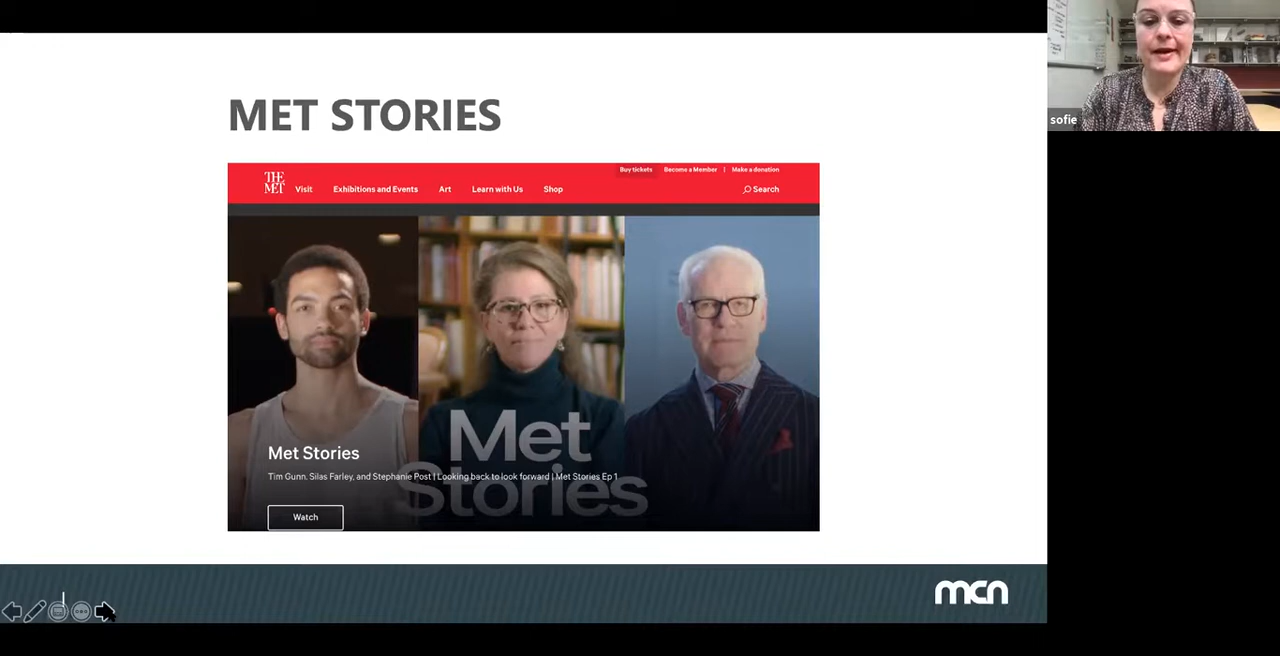 MET STORIES
sofie
THE MET
Buy tickets Become a Member | Make a donation
Visit Exhibitions and Events Art Learn with Us Shop Search
Met Stories
Met Stories
Tim Gunn, Silas Farley, and Stephanie Post | Looking back to look forward | Met Stories Ep 1
Watch
mcn